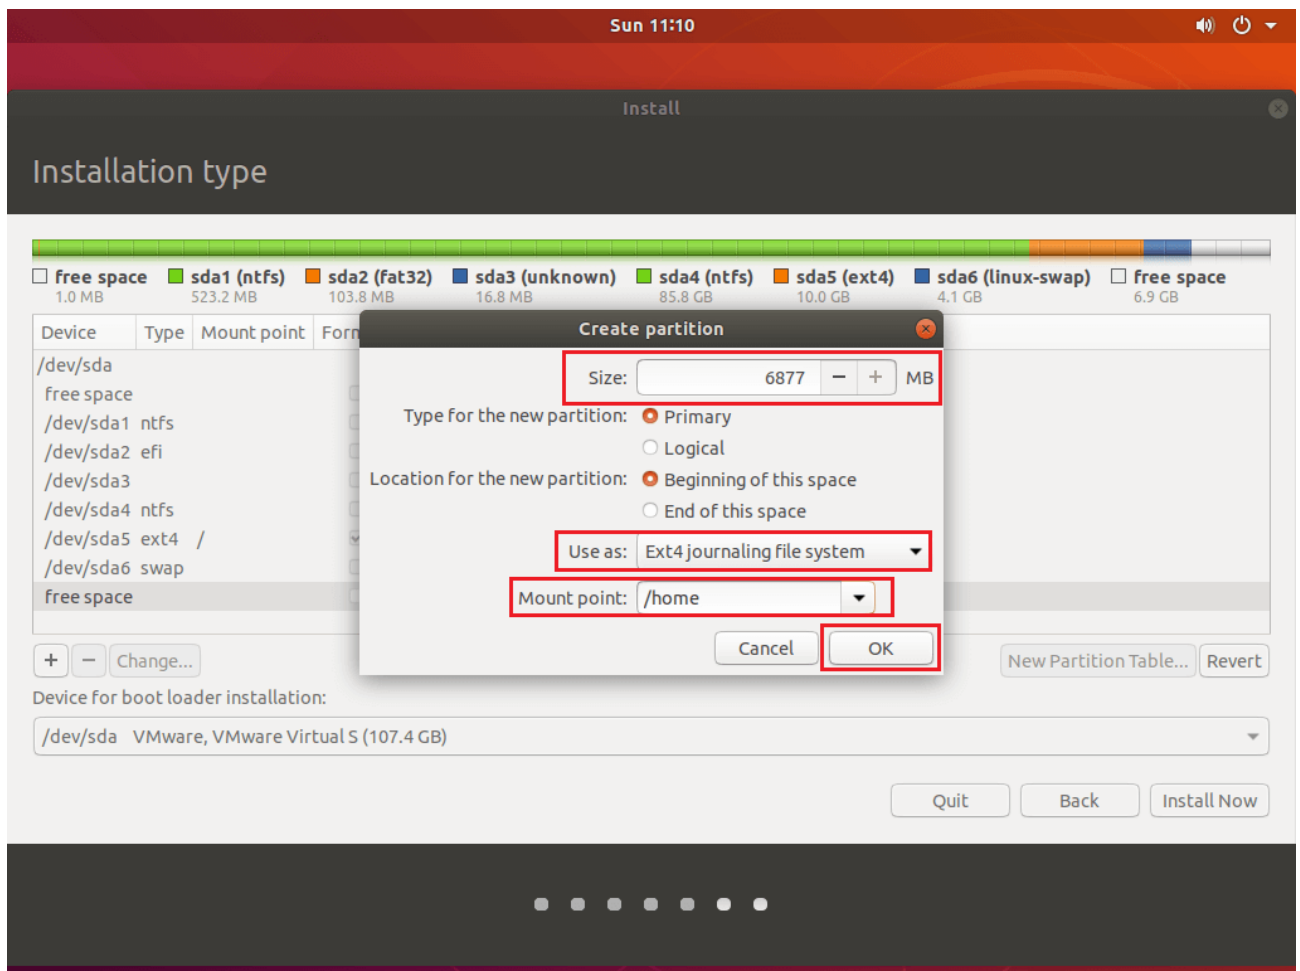 Sun 11:10
Install
Installation type
free space sda1 (ntfs) sda2 (fat32) sda3 (unknown) sda4 (ntfs) sda5 (ext4) sda6 (linux-swap) free space
1.0 MB 523.2 MB 103.8 MB 16.8 MB 85.8 GB 10.0 GB 4.1 GB 6.9 GB
Device Type Mount point Form
/dev/sda
free space
/dev/sda1 ntfs
/dev/sda2 efi
/dev/sda3
/dev/sda4 ntfs
/dev/sda5 ext4 /
/dev/sda6 swap
free space
Create partition
Size: 6877 MB
Type for the new partition: Primary
Logical
Location for the new partition: Beginning of this space
End of this space
Use as: Ext4 journaling file system
Mount point: /home
Cancel OK
+ − Change... New Partition Table... Revert
Device for boot loader installation:
/dev/sda VMware, VMware Virtual S (107.4 GB)
Quit Back Install Now